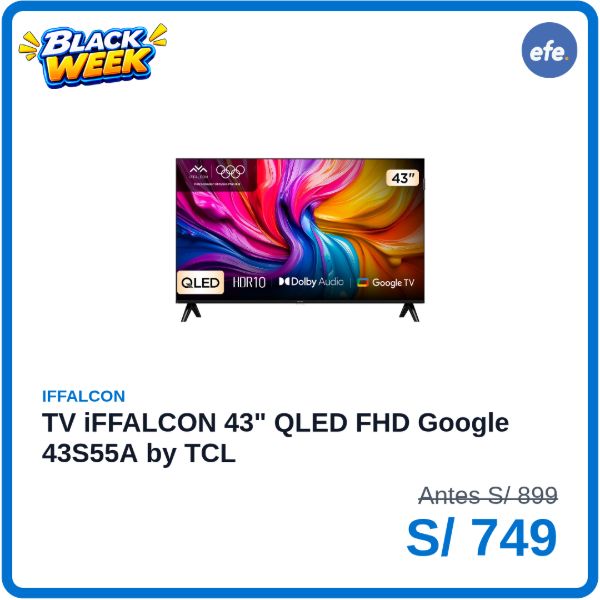 BLACK
WEEK
efe.
iFFALCON
43"
QLED
HDR10
Dolby Audio
Google TV
IFFALCON
TV iFFALCON 43" QLED FHD Google
43S55A by TCL
Antes S/ 899
S/ 749